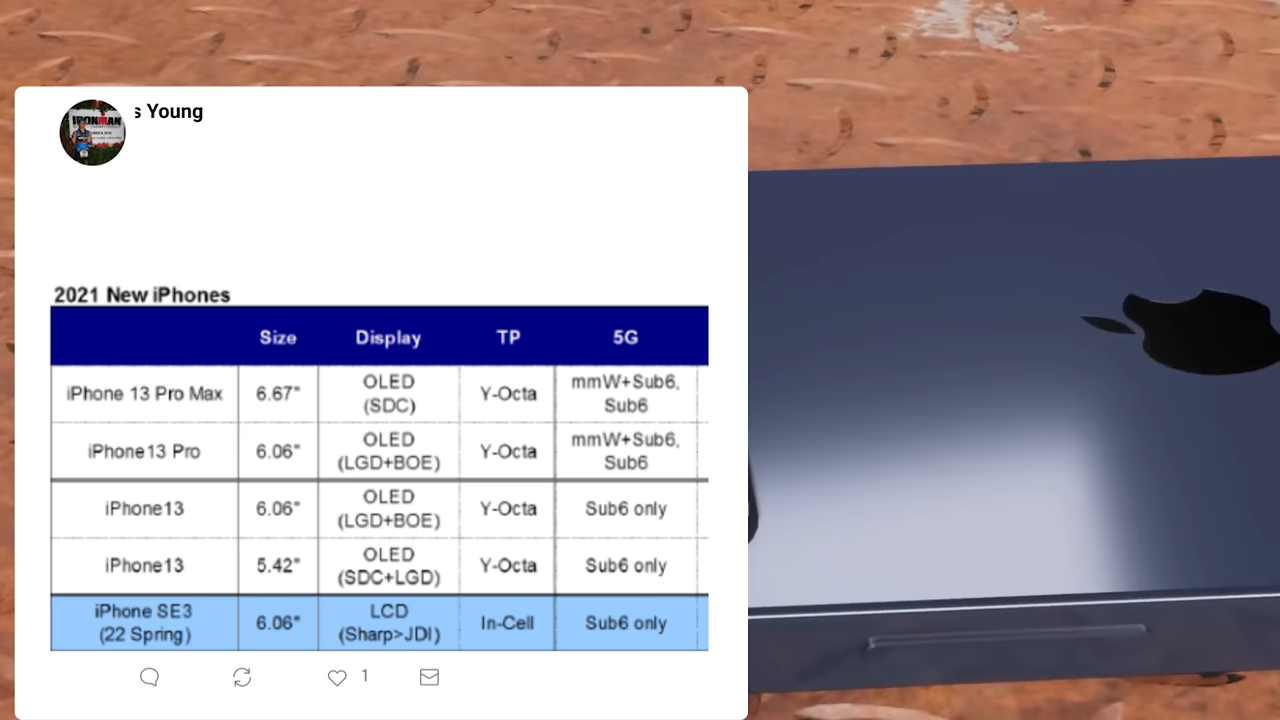 s Young
IRONMAN
2021 New iPhones
Size Display TP 5G
iPhone 13 Pro Max 6.67" OLED (SDC) Y-Octa mmW+Sub6, Sub6
iPhone13 Pro 6.06" OLED (LGD+BOE) Y-Octa mmW+Sub6, Sub6
iPhone13 6.06" OLED (LGD+BOE) Y-Octa Sub6 only
iPhone13 5.42" OLED (SDC+LGD) Y-Octa Sub6 only
iPhone SE3 (22 Spring) 6.06" LCD (Sharp>JDI) In-Cell Sub6 only
1